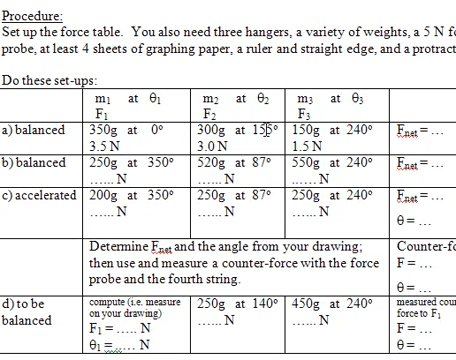 Procedure:
Set up the force table. You also need three hangers, a variety of weights, a 5 N fo
probe, at least 4 sheets of graphing paper, a ruler and straight edge, and a protract
Do these set-ups:
m₁ at θ₁ m₂ at θ₂ m₃ at θ₃
F₁ F₂ F₃
a) balanced 350g at 0° 300g at 155° 150g at 240° Fnet = …
3.5 N 3.0 N 1.5 N
b) balanced 250g at 350° 520g at 87° 550g at 240° Fnet = …
…... N …... N …... N
c) accelerated 200g at 350° 250g at 87° 250g at 240° Fnet = …
…... N …... N …... N
θ = …
Determine Fnet and the angle from your drawing; Counter-fo
then use and measure a counter-force with the force F = …
probe and the fourth string.
θ = …
d) to be compute (i.e. measure 250g at 140° 450g at 240° measured coun
balanced on your drawing) …... N …... N force to F₁
F₁ = ….. N F = …
θ₁ = ….. N θ = …